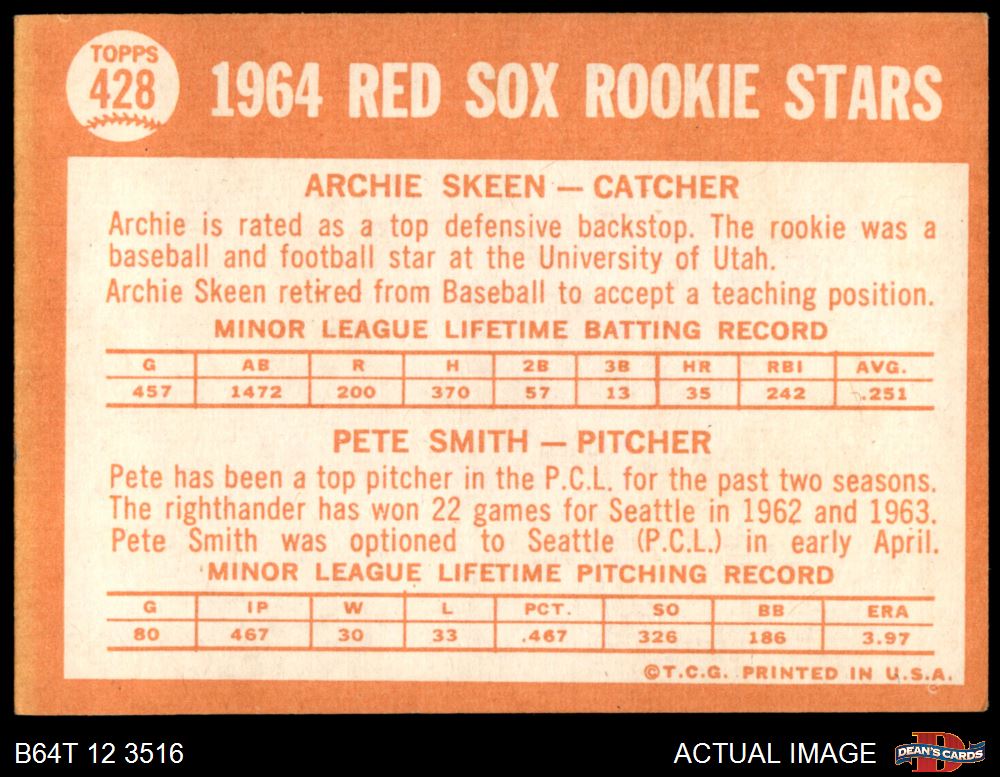 TOPPS
428
1964 RED SOX ROOKIE STARS
ARCHIE SKEEN — CATCHER
Archie is rated as a top defensive backstop. The rookie was a
baseball and football star at the University of Utah.
Archie Skeen retired from Baseball to accept a teaching position.
MINOR LEAGUE LIFETIME BATTING RECORD
G AB R H 2B 3B HR RBI AVG.
457 1472 200 370 57 13 35 242 .251
PETE SMITH — PITCHER
Pete has been a top pitcher in the P.C.L. for the past two seasons.
The righthander has won 22 games for Seattle in 1962 and 1963.
Pete Smith was optioned to Seattle (P.C.L.) in early April.
MINOR LEAGUE LIFETIME PITCHING RECORD
G IP W L PCT. SO BB ERA
80 467 30 33 .467 326 186 3.97
©T.C.G. PRINTED IN U.S.A.
B64T 12 3516 ACTUAL IMAGE D DEAN'S CARDS